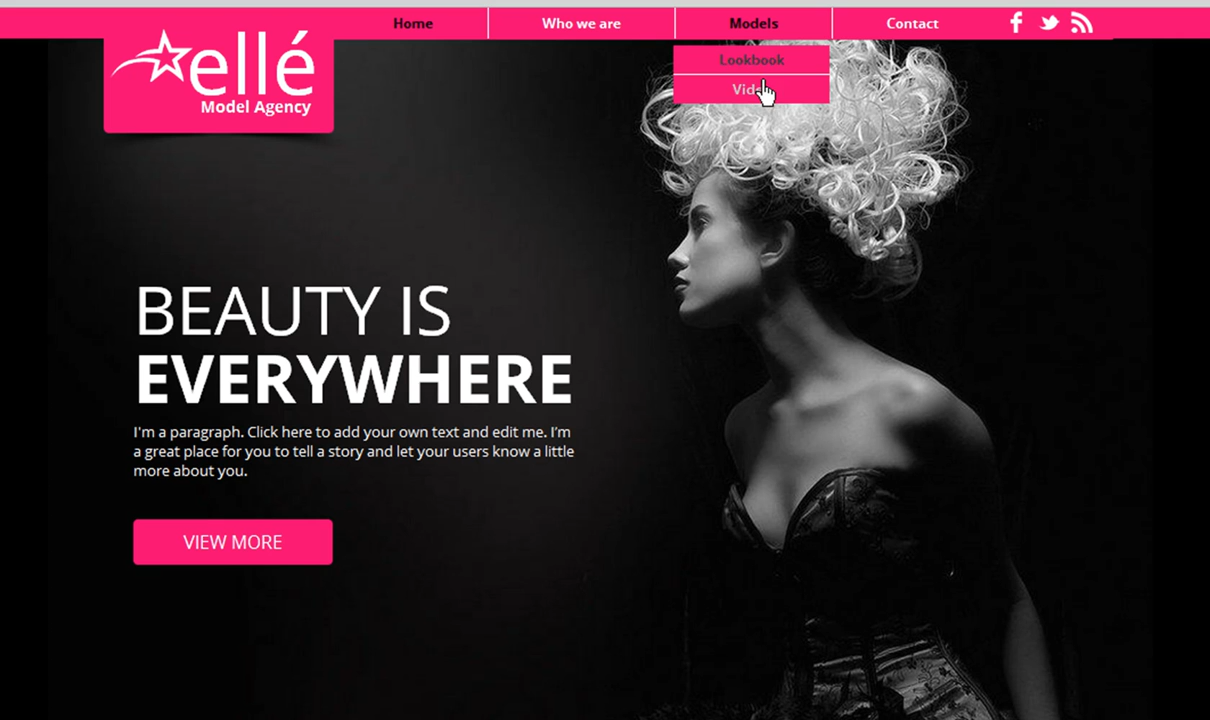 Home
Who we are
Models
Contact
ellé
Model Agency
Lookbook
BEAUTY IS
EVERYWHERE
I'm a paragraph. Click here to add your own text and edit me. I'm
a great place for you to tell a story and let your users know a little
more about you.
VIEW MORE